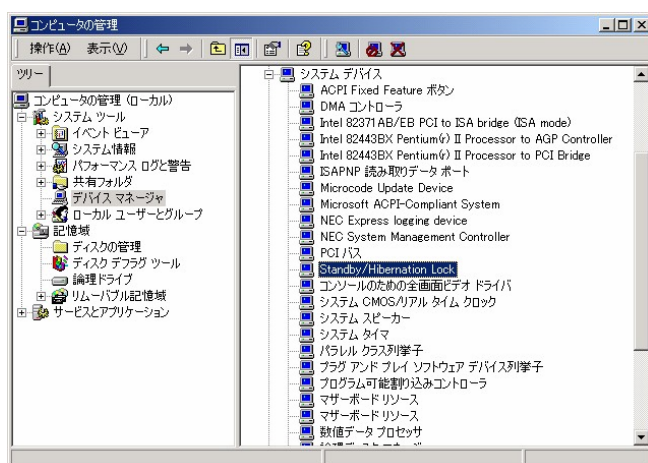 コンピュータの管理
操作(A) 表示(V)
ツリー
コンピュータの管理 (ローカル)
システム ツール
イベント ビューア
システム情報
パフォーマンス ログと警告
共有フォルダ
デバイス マネージャ
ローカル ユーザーとグループ
記憶域
ディスクの管理
ディスク デフラグ ツール
論理ドライブ
リムーバブル記憶域
サービスとアプリケーション
システム デバイス
ACPI Fixed Feature ボタン
DMA コントローラ
Intel 82371AB/EB PCI to ISA bridge (ISA mode)
Intel 82443BX Pentium(r) II Processor to AGP Controller
Intel 82443BX Pentium(r) II Processor to PCI Bridge
ISAPNP 読み取りデータ ポート
Microcode Update Device
Microsoft ACPI-Compliant System
NEC Express logging device
NEC System Management Controller
PCI バス
Standby/Hibernation Lock
コンソールのための全画面ビデオ ドライバ
システム CMOS/リアル タイム クロック
システム スピーカー
システム タイマ
パラレル クラス列挙子
プラグ アンド プレイ ソフトウェア デバイス列挙子
プログラム可能割り込みコントローラ
マザーボード リソース
マザーボード リソース
数値データ プロセッサ